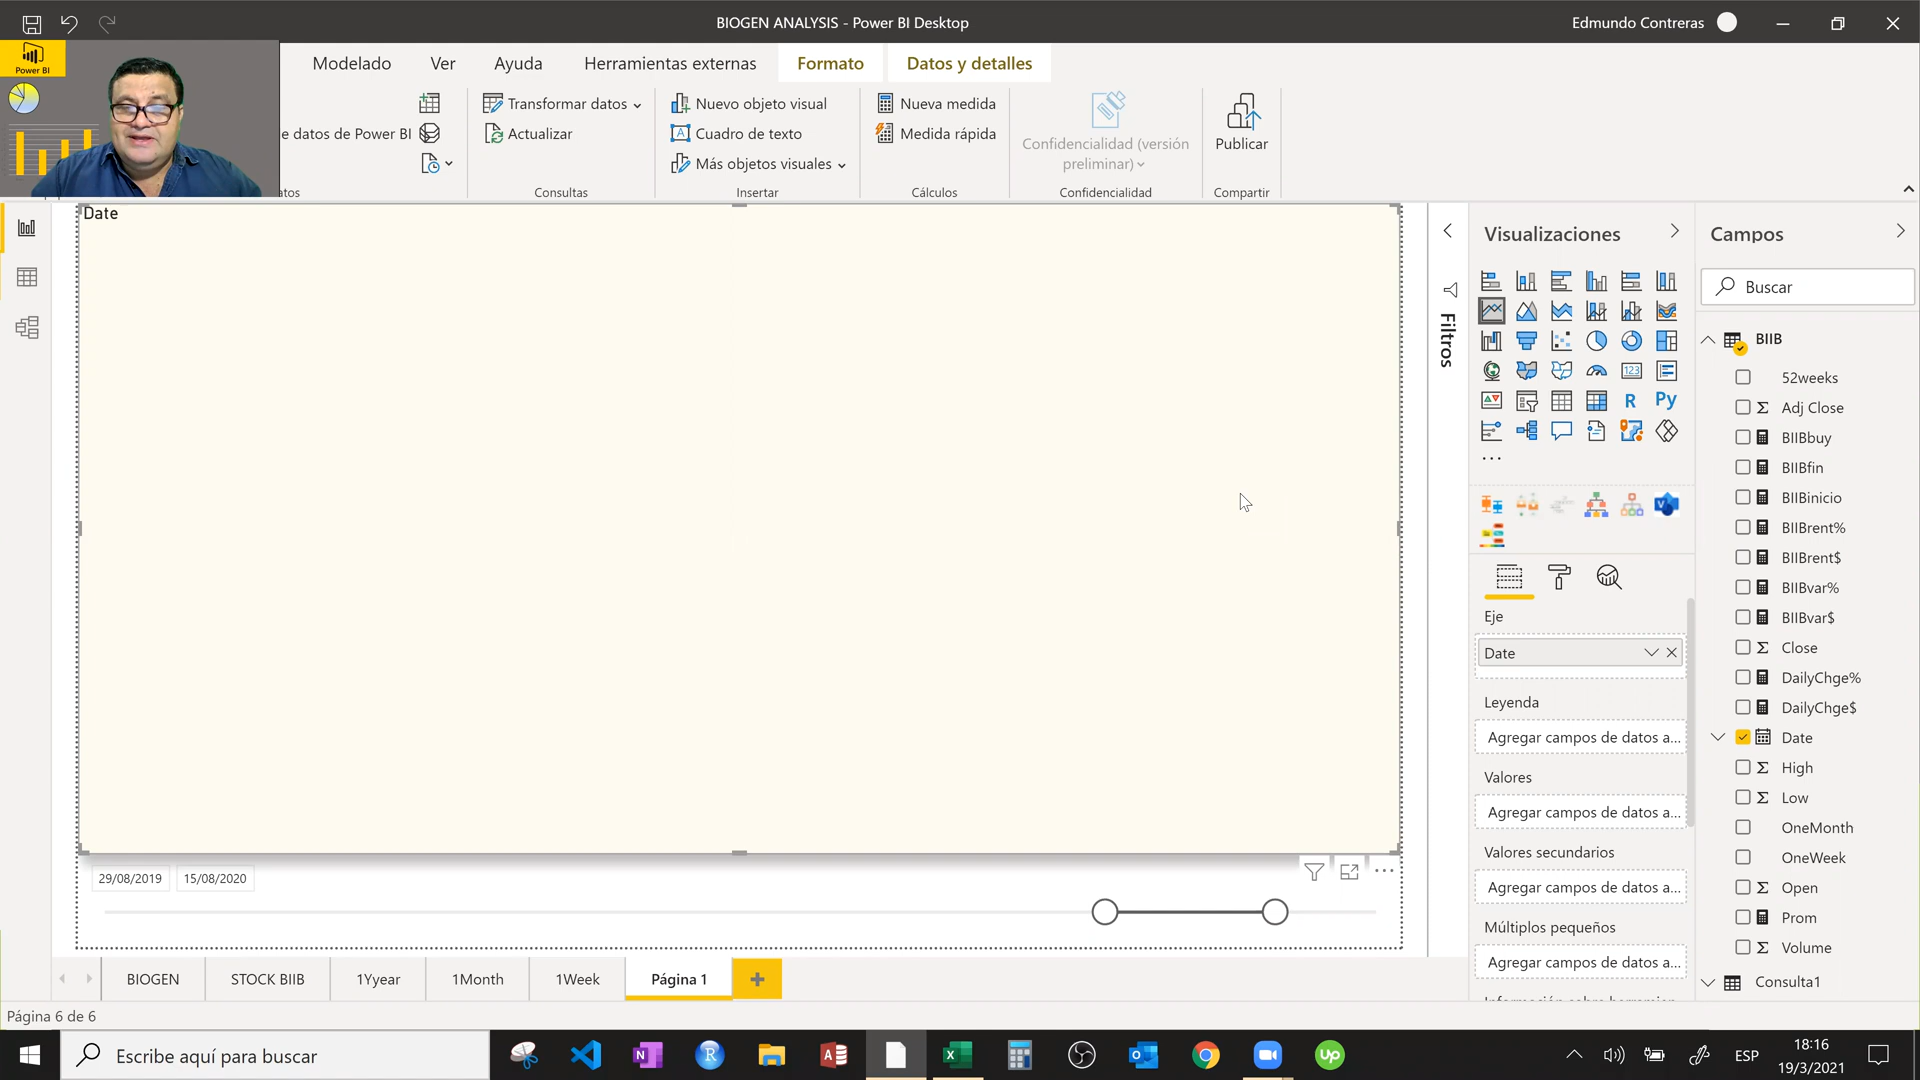 BIOGEN ANALYSIS - Power BI Desktop
Edmundo Contreras
Power BI
Modelado
Ver
Ayuda
Herramientas externas
Formato
Datos y detalles
e datos de Power BI
atos
Transformar datos
Actualizar
Consultas
Nuevo objeto visual
Cuadro de texto
Más objetos visuales
Insertar
Nueva medida
Medida rápida
Cálculos
Confidencialidad (versión
preliminar)
Confidencialidad
Publicar
Compartir
Date
29/08/2019
15/08/2020
Filtros
Visualizaciones
123
R
Py
Eje
Date
Leyenda
Agregar campos de datos a...
Valores
Agregar campos de datos a...
Valores secundarios
Agregar campos de datos a...
Múltiplos pequeños
Agregar campos de datos a...
Campos
Buscar
BIIB
52weeks
Adj Close
BIIBbuy
BIIBfin
BIIBinicio
BIIBrent%
BIIBrent$
BIIBvar%
BIIBvar$
Close
DailyChge%
DailyChge$
Date
High
Low
OneMonth
OneWeek
Open
Prom
Volume
Consulta1
BIOGEN
STOCK BIIB
1Yyear
1Month
1Week
Página 1
Página 6 de 6
Escribe aquí para buscar
ESP
18:16
19/3/2021